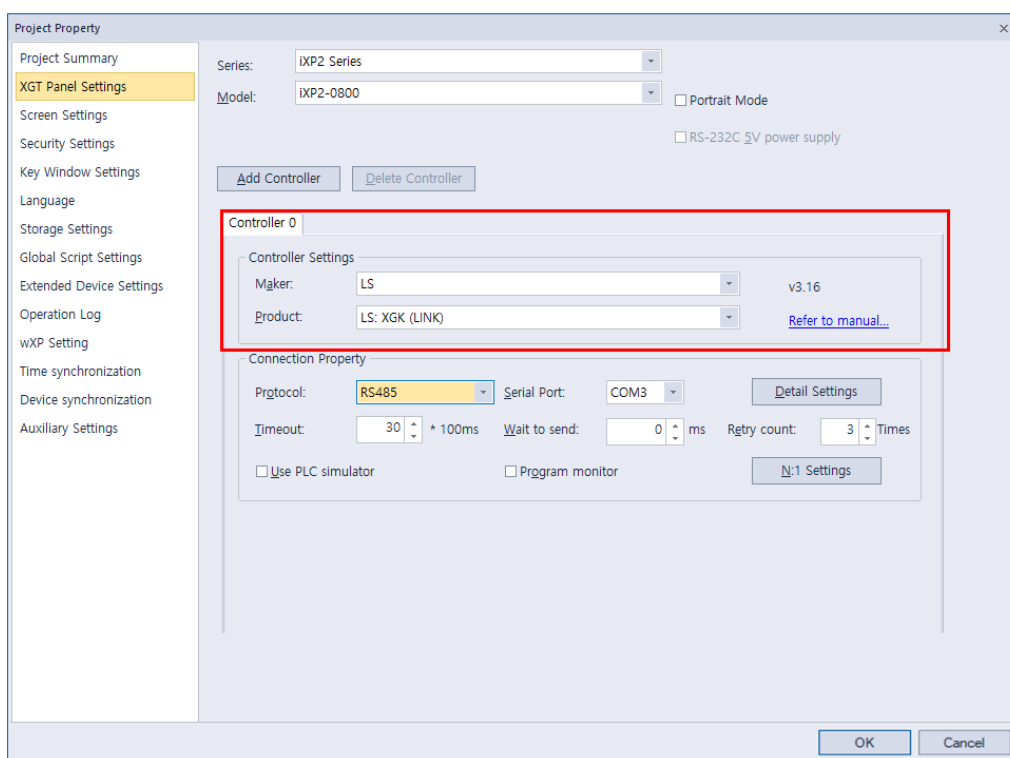 Project Property
Project Summary
XGT Panel Settings
Screen Settings
Security Settings
Key Window Settings
Language
Storage Settings
Global Script Settings
Extended Device Settings
Operation Log
wXP Setting
Time synchronization
Device synchronization
Auxiliary Settings
Series: iXP2 Series
Model: iXP2-0800
Portrait Mode
RS-232C 5V power supply
Add Controller Delete Controller
Controller 0
Controller Settings
Maker: LS v3.16
Product: LS: XGK (LINK) Refer to manual...
Connection Property
Protocol: RS485 Serial Port: COM3 Detail Settings
Timeout: 30 * 100ms Wait to send: 0 ms Retry count: 3 Times
Use PLC simulator Program monitor N:1 Settings
OK Cancel